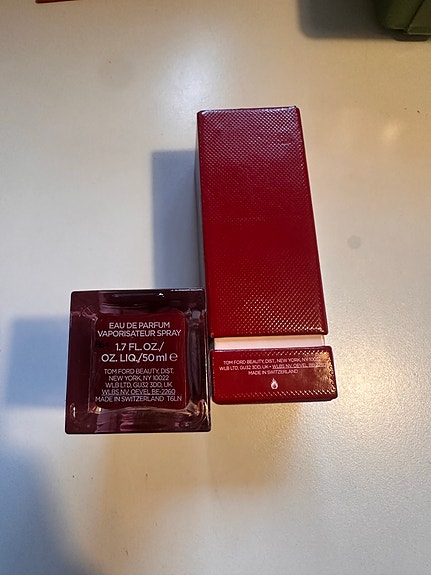 EAU DE PARFUM
VAPORISATEUR SPRAY
1.7 FL.OZ./
OZ. LIQ./50 ml ℮
TOM FORD BEAUTY, DIST.
NEW YORK, NY 10022
WLB LTD, GU32 3DD, UK
WLBS NV, OEVEL BE-2260
MADE IN SWITZERLAND T61N
TOM FORD BEAUTY, DIST., NEW YORK, NY 10022
WLB LTD, GU32 3DD, UK • WLBS NV, OEVEL BE-2260
MADE IN SWITZERLAND